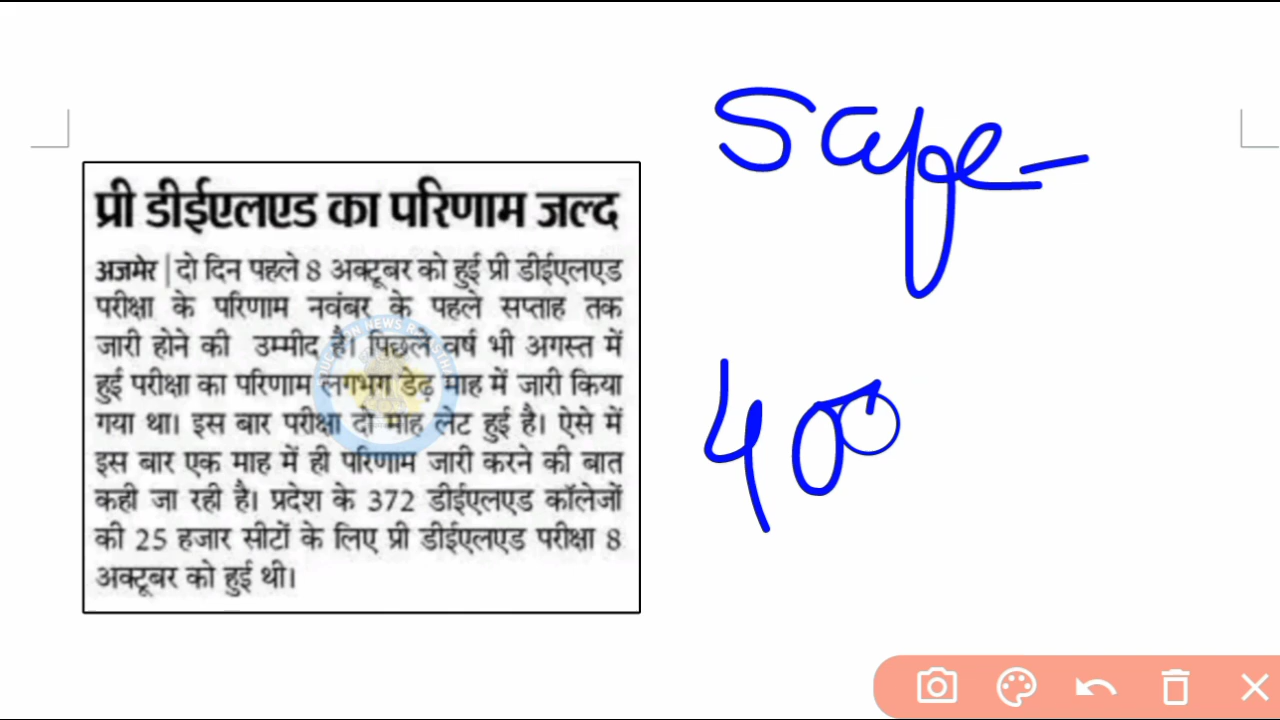 प्री डीईएलएड का परिणाम जल्द
अजमेर | दो दिन पहले 8 अक्टूबर को हुई प्री डीईएलएड
परीक्षा के परिणाम नवंबर के पहले सप्ताह तक
जारी होने की उम्मीद है। पिछले वर्ष भी अगस्त में
हुई परीक्षा का परिणाम लगभग डेढ़ माह में जारी किया
गया था। इस बार परीक्षा दो माह लेट हुई है। ऐसे में
इस बार एक माह में ही परिणाम जारी करने की बात
कही जा रही है। प्रदेश के 372 डीईएलएड कॉलेजों
की 25 हजार सीटों के लिए प्री डीईएलएड परीक्षा 8
अक्टूबर को हुई थी।
Safe –
400